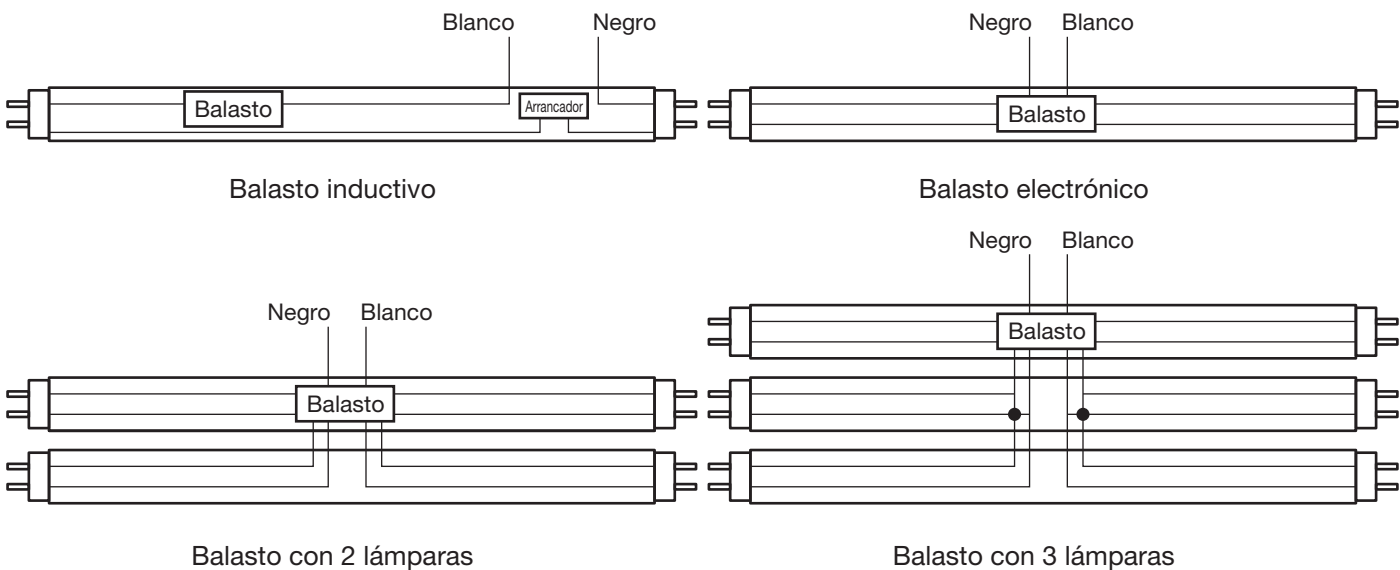 Blanco Negro
Balasto Arrancador
Balasto inductivo
Negro Blanco
Balasto
Balasto electrónico
Negro Blanco
Balasto
Balasto con 2 lámparas
Negro Blanco
Balasto
Balasto con 3 lámparas